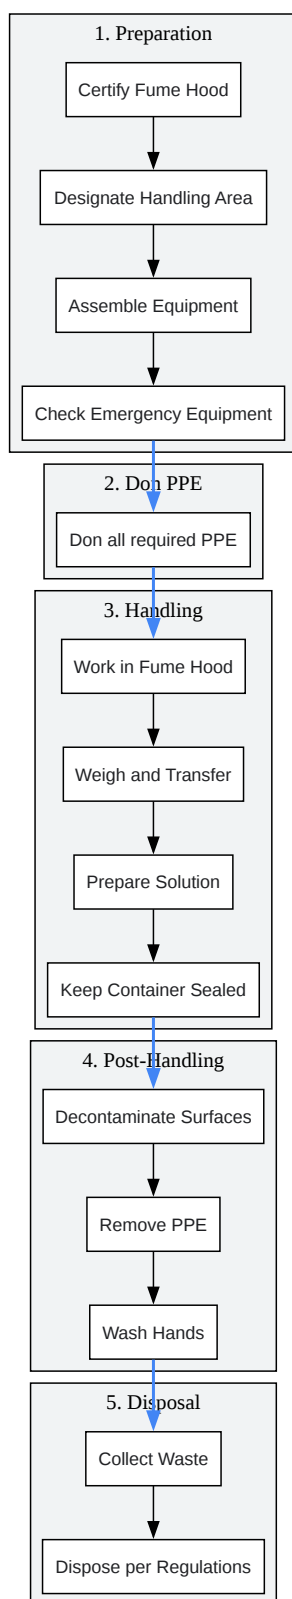 1. Preparation
Certify Fume Hood
Designate Handling Area
Assemble Equipment
Check Emergency Equipment
2. Don PPE
Don all required PPE
3. Handling
Work in Fume Hood
Weigh and Transfer
Prepare Solution
Keep Container Sealed
4. Post-Handling
Decontaminate Surfaces
Remove PPE
Wash Hands
5. Disposal
Collect Waste
Dispose per Regulations